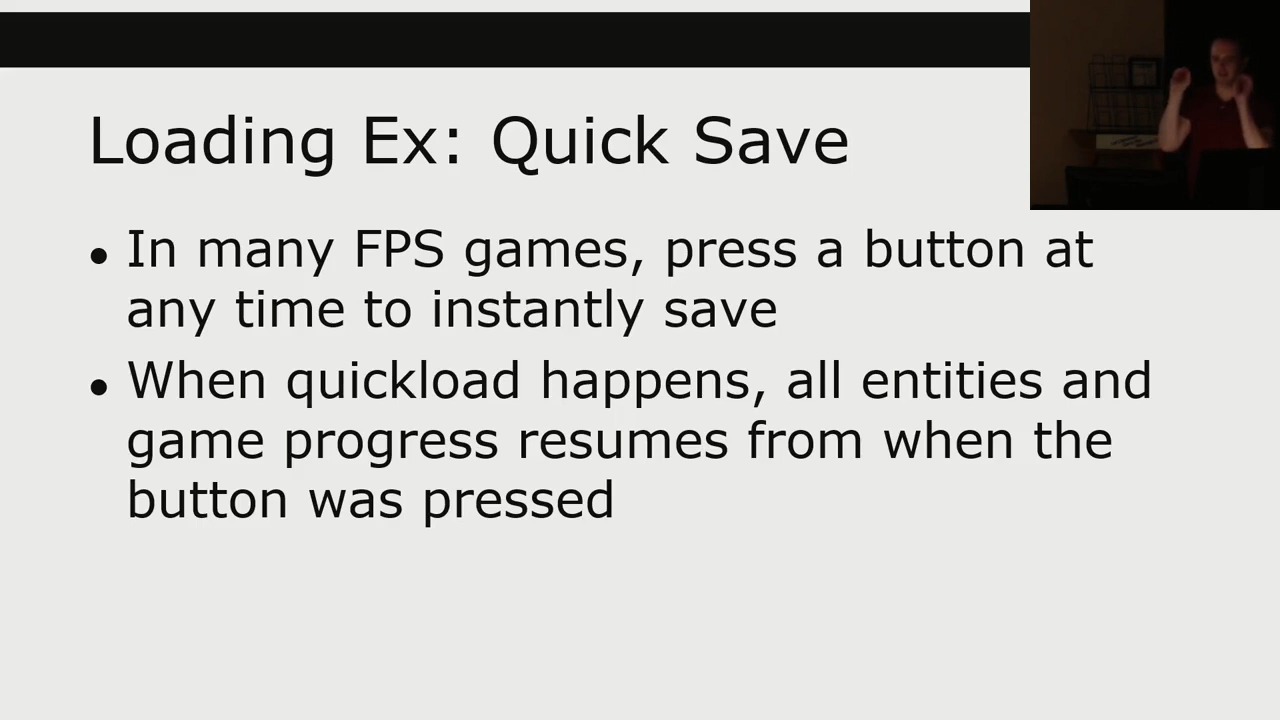 Loading Ex: Quick Save
● In many FPS games, press a button at
any time to instantly save
● When quickload happens, all entities and
game progress resumes from when the
button was pressed